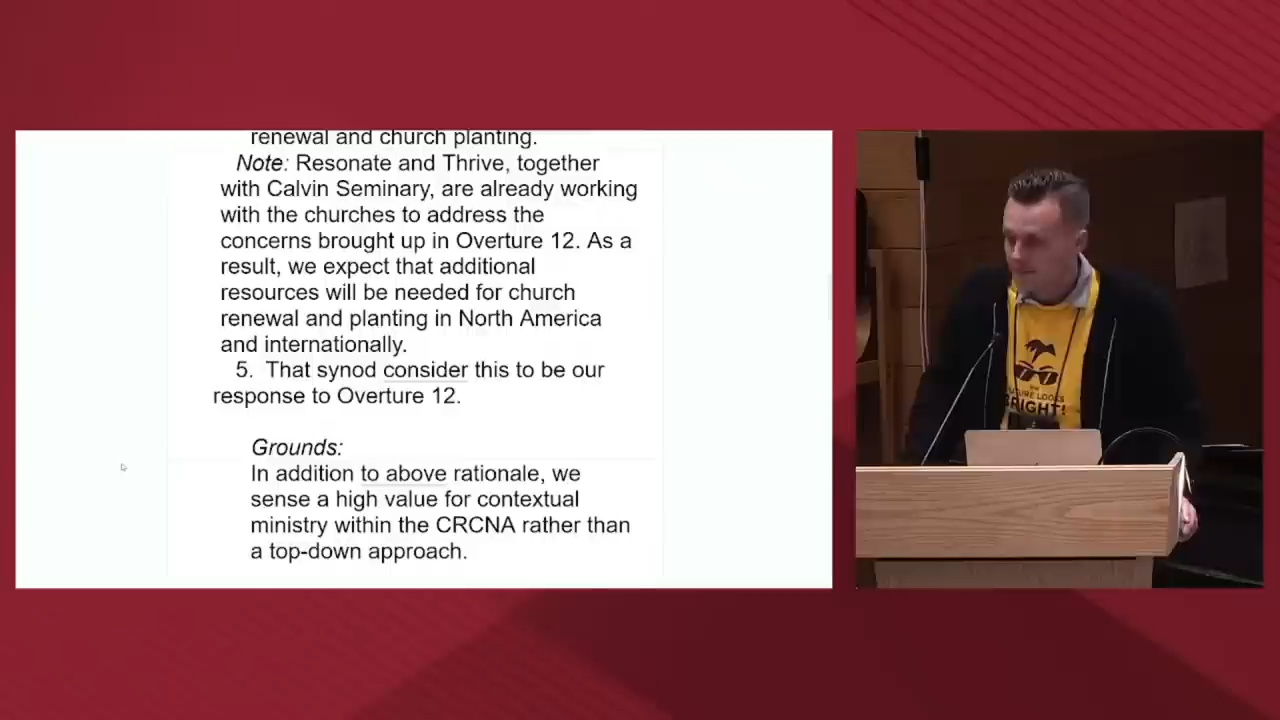 renewal and church planting.
Note: Resonate and Thrive, together
with Calvin Seminary, are already working
with the churches to address the
concerns brought up in Overture 12. As a
result, we expect that additional
resources will be needed for church
renewal and planting in North America
and internationally.
5. That synod consider this to be our
response to Overture 12.
Grounds:
In addition to above rationale, we
sense a high value for contextual
ministry within the CRCNA rather than
a top-down approach.
LOOKS
BRIGHT!